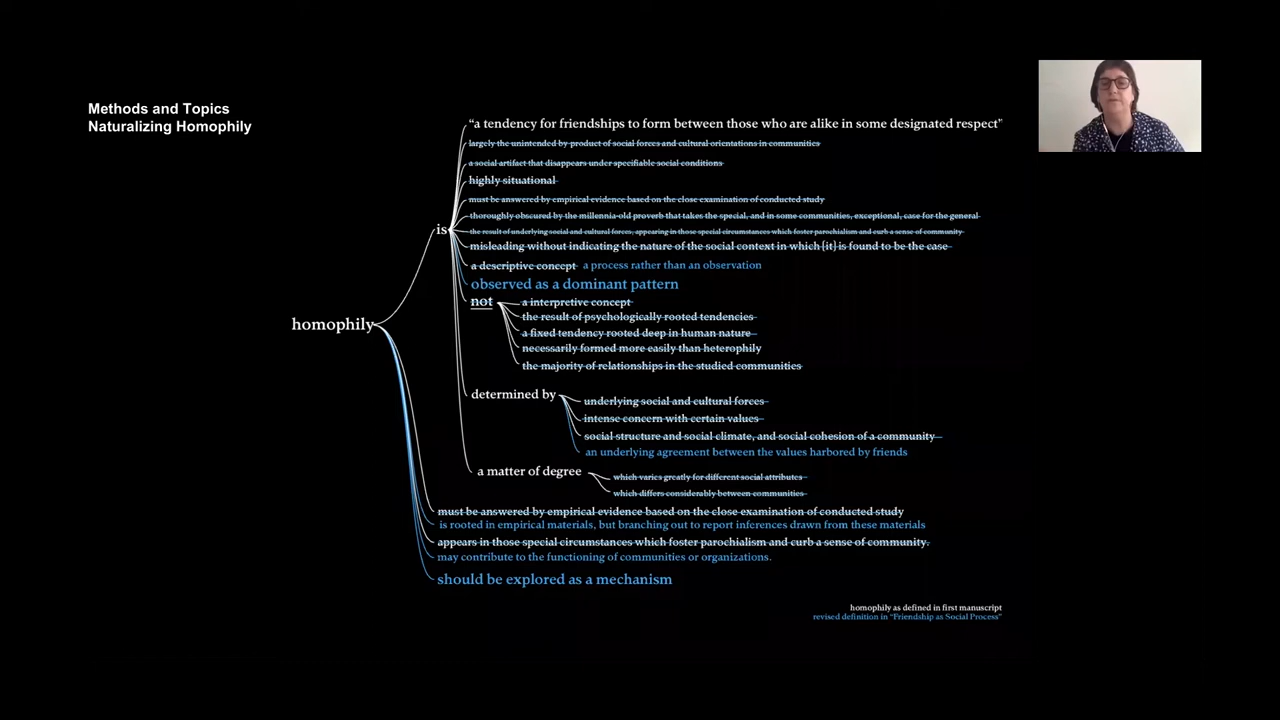 Methods and Topics
Naturalizing Homophily
homophily
is
“a tendency for friendships to form between those who are alike in some designated respect”
largely the unintended by product of social forces and cultural orientations in communities
a social artifact that disappears under specifiable social conditions
highly situational
must be answered by empirical evidence based on the close examination of conducted study
thoroughly obscured by the millennia-old proverb that takes the special, and in some communities, exceptional, case for the general
the result of underlying social and cultural forces, appearing in those special circumstances which foster parochialism and curb a sense of community
misleading without indicating the nature of the social context in which {it} is found to be the case
a descriptive concept a process rather than an observation
observed as a dominant pattern
not
a interpretive concept
the result of psychologically rooted tendencies
a fixed tendency rooted deep in human nature
necessarily formed more easily than heterophily
the majority of relationships in the studied communities
determined by
underlying social and cultural forces
intense concern with certain values
social structure and social climate, and social cohesion of a community
an underlying agreement between the values harbored by friends
a matter of degree
which varies greatly for different social attributes
which differs considerably between communities
must be answered by empirical evidence based on the close examination of conducted study
is rooted in empirical materials, but branching out to report inferences drawn from these materials
appears in those special circumstances which foster parochialism and curb a sense of community.
may contribute to the functioning of communities or organizations.
should be explored as a mechanism
homophily as defined in first manuscript
revised definition in “Friendship as Social Process”